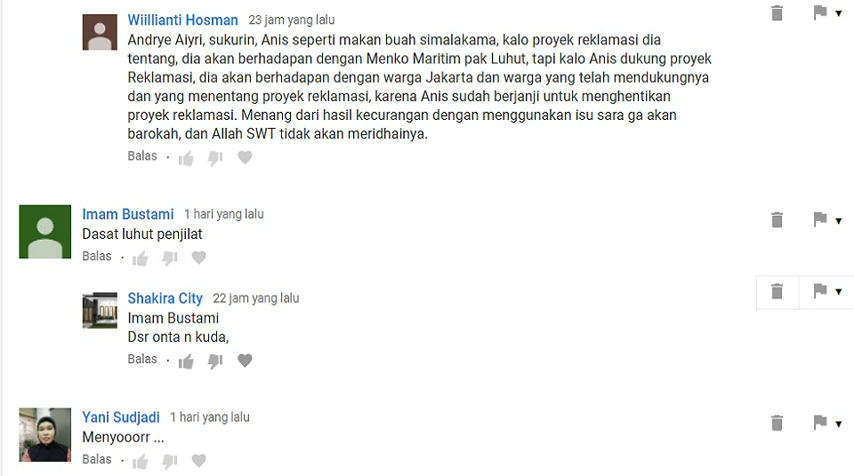 Wiillianti Hosman 23 jam yang lalu
Andrye Aiyri, sukurin, Anis seperti makan buah simalakama, kalo proyek reklamasi dia
tentang, dia akan berhadapan dengan Menko Maritim pak Luhut, tapi kalo Anis dukung proyek
Reklamasi, dia akan berhadapan dengan warga Jakarta dan warga yang telah mendukungnya
dan yang menentang proyek reklamasi, karena Anis sudah berjanji untuk menghentikan
proyek reklamasi. Menang dari hasil kecurangan dengan menggunakan isu sara ga akan
barokah, dan Allah SWT tidak akan meridhainya.
Balas ·
Imam Bustami 1 hari yang lalu
Dasat luhut penjilat
Balas ·
Shakira City 22 jam yang lalu
Imam Bustami
Dsr onta n kuda,
Balas ·
Yani Sudjadi 1 hari yang lalu
Menyooorr ...
Balas ·